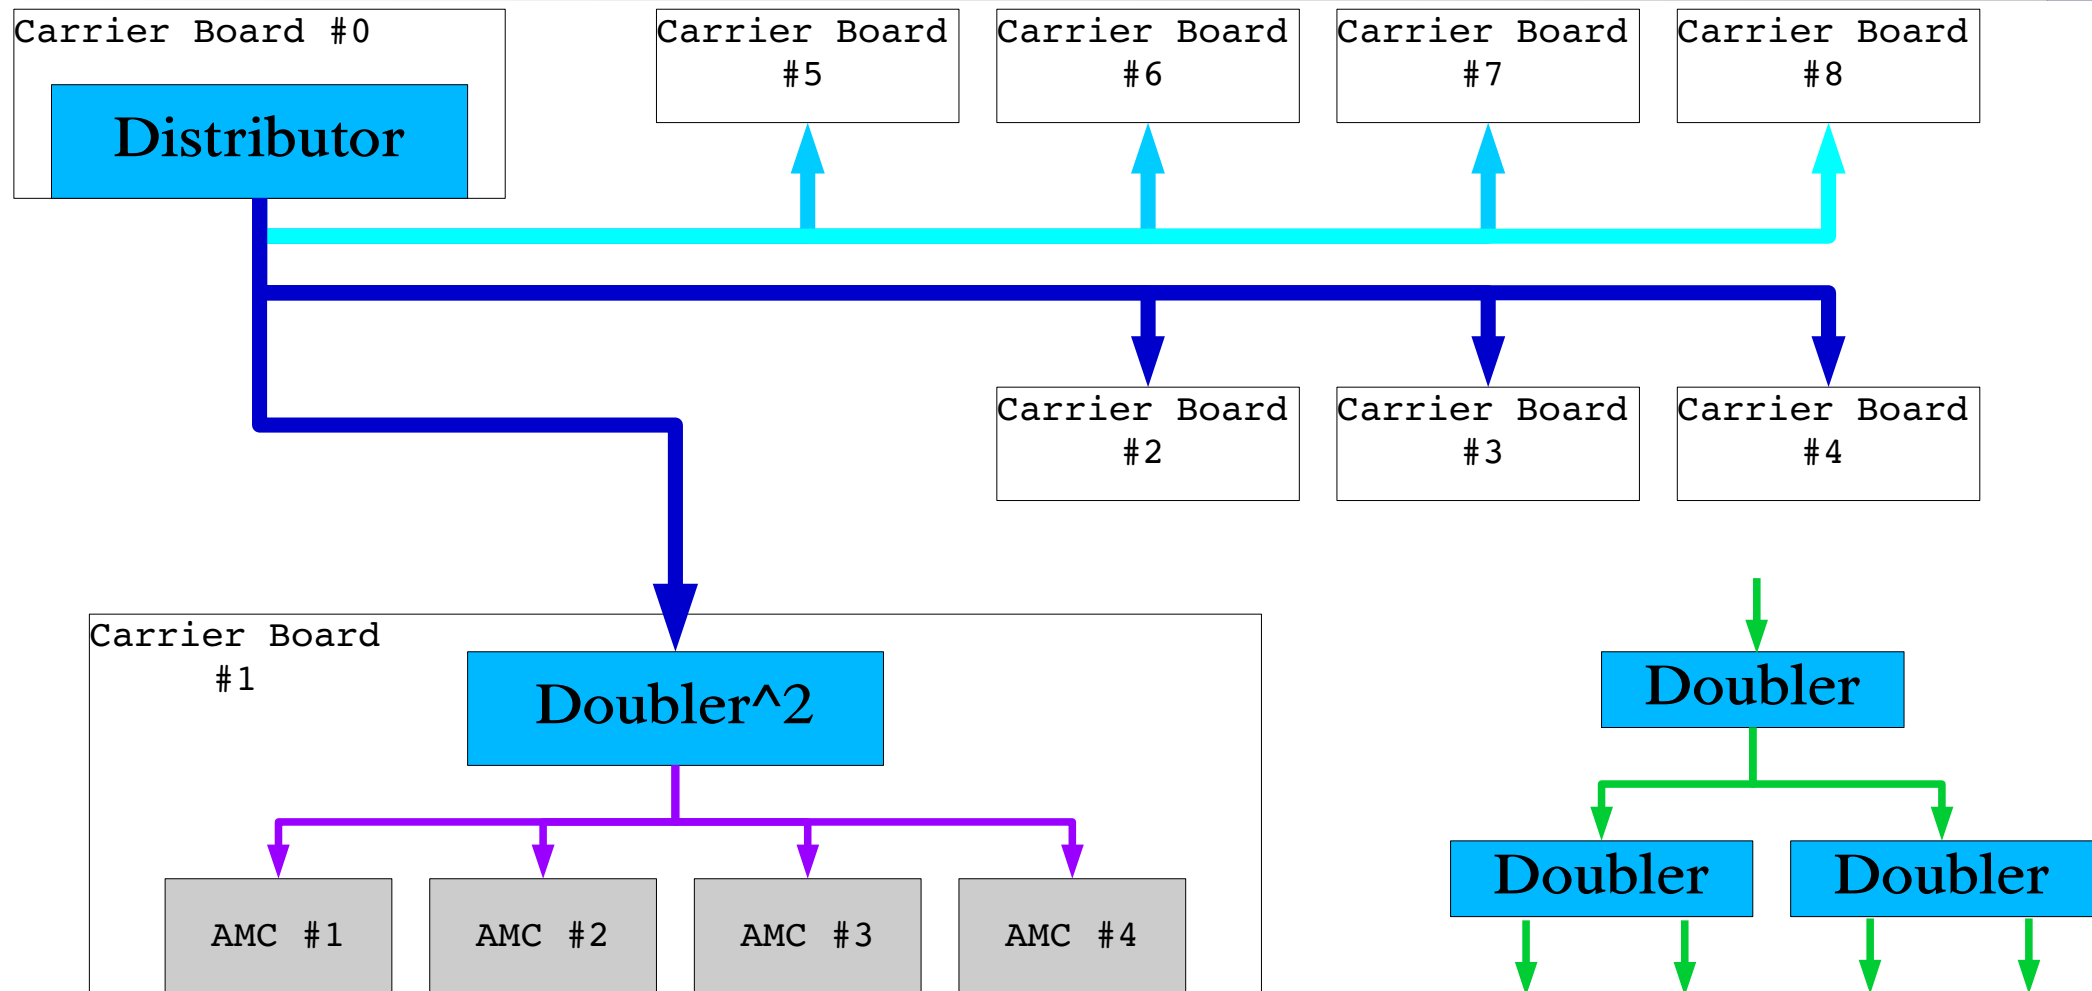 Carrier Board #0
Distributor
Carrier Board
#5
Carrier Board
#6
Carrier Board
#7
Carrier Board
#8
Carrier Board
#2
Carrier Board
#3
Carrier Board
#4
Carrier Board
#1
Doubler^2
AMC #1
AMC #2
AMC #3
AMC #4
Doubler
Doubler
Doubler